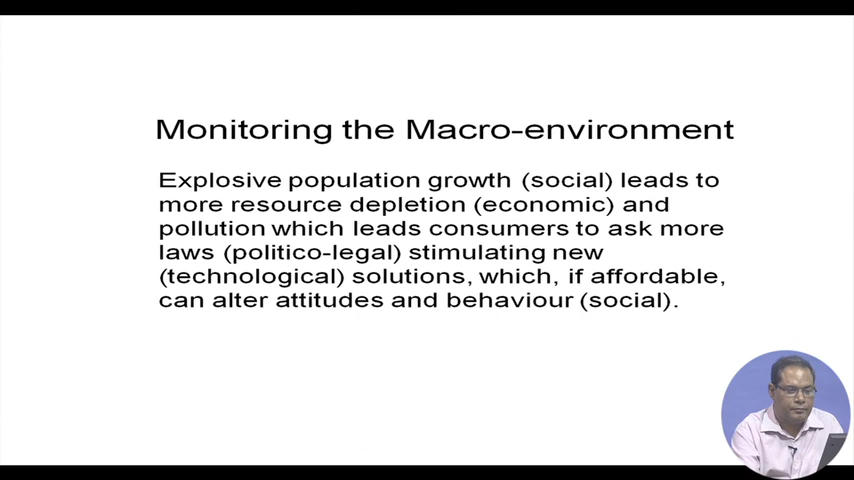 Monitoring the Macro-environment
Explosive population growth (social) leads to
more resource depletion (economic) and
pollution which leads consumers to ask more
laws (politico-legal) stimulating new
(technological) solutions, which, if affordable,
can alter attitudes and behaviour (social).